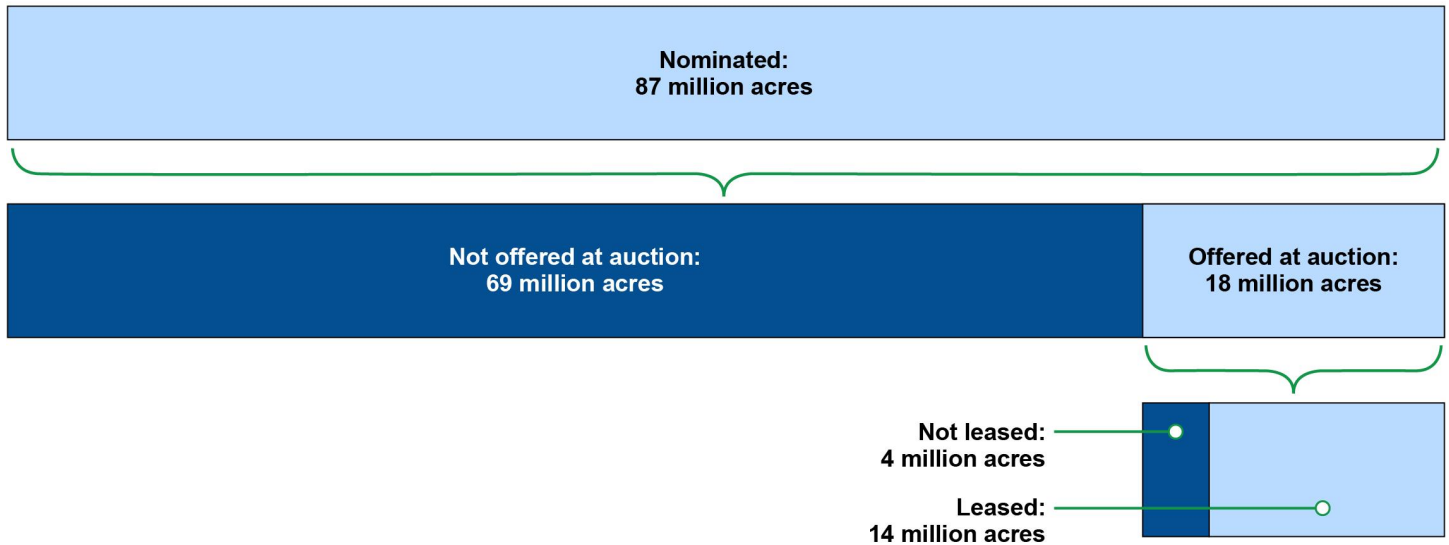 Nominated:
87 million acres
Not offered at auction:
69 million acres
Offered at auction:
18 million acres
Not leased:
4 million acres
Leased:
14 million acres